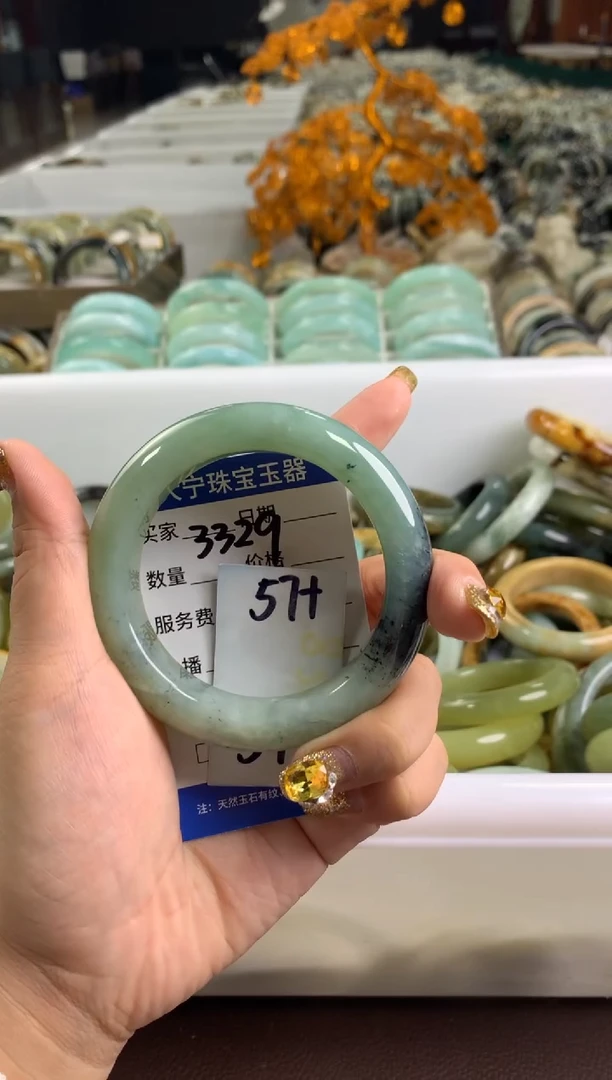 宁珠宝玉器
买家 3329 日期
数量 价格
57+
服务费
播
注：天然玉石有纹